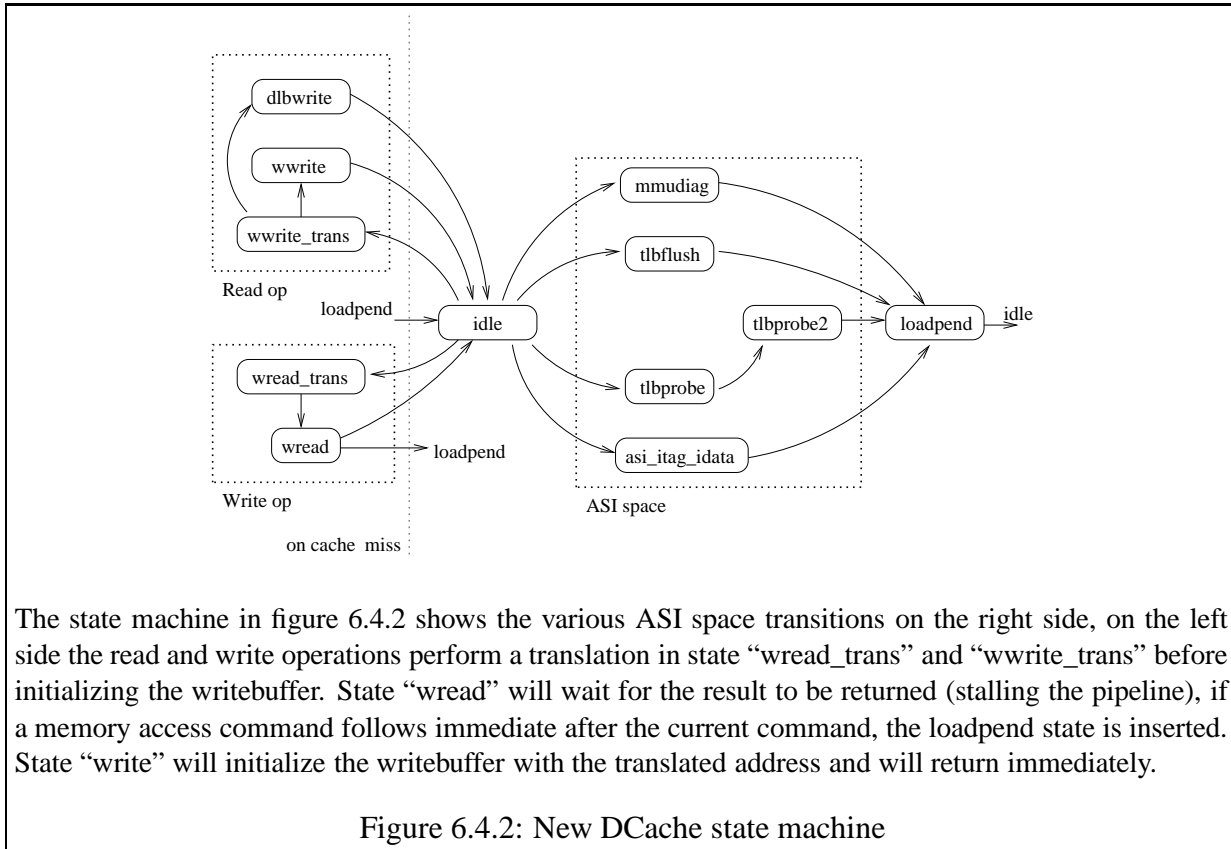 dlbwrite
wwrite
wwrite_trans
Read op
mmudiag
tlbflush
loadpend
idle
tlbprobe2
loadpend
idle
wread_trans
tlbprobe
wread
loadpend
asi_itag_idata
Write op
ASI space
on cache miss
The state machine in figure 6.4.2 shows the various ASI space transitions on the right side, on the left
side the read and write operations perform a translation in state “wread_trans” and “wwrite_trans” before
initializing the writebuffer. State “wread” will wait for the result to be returned (stalling the pipeline), if
a memory access command follows immediate after the current command, the loadpend state is inserted.
State “write” will initialize the writebuffer with the translated address and will return immediately.
Figure 6.4.2: New DCache state machine